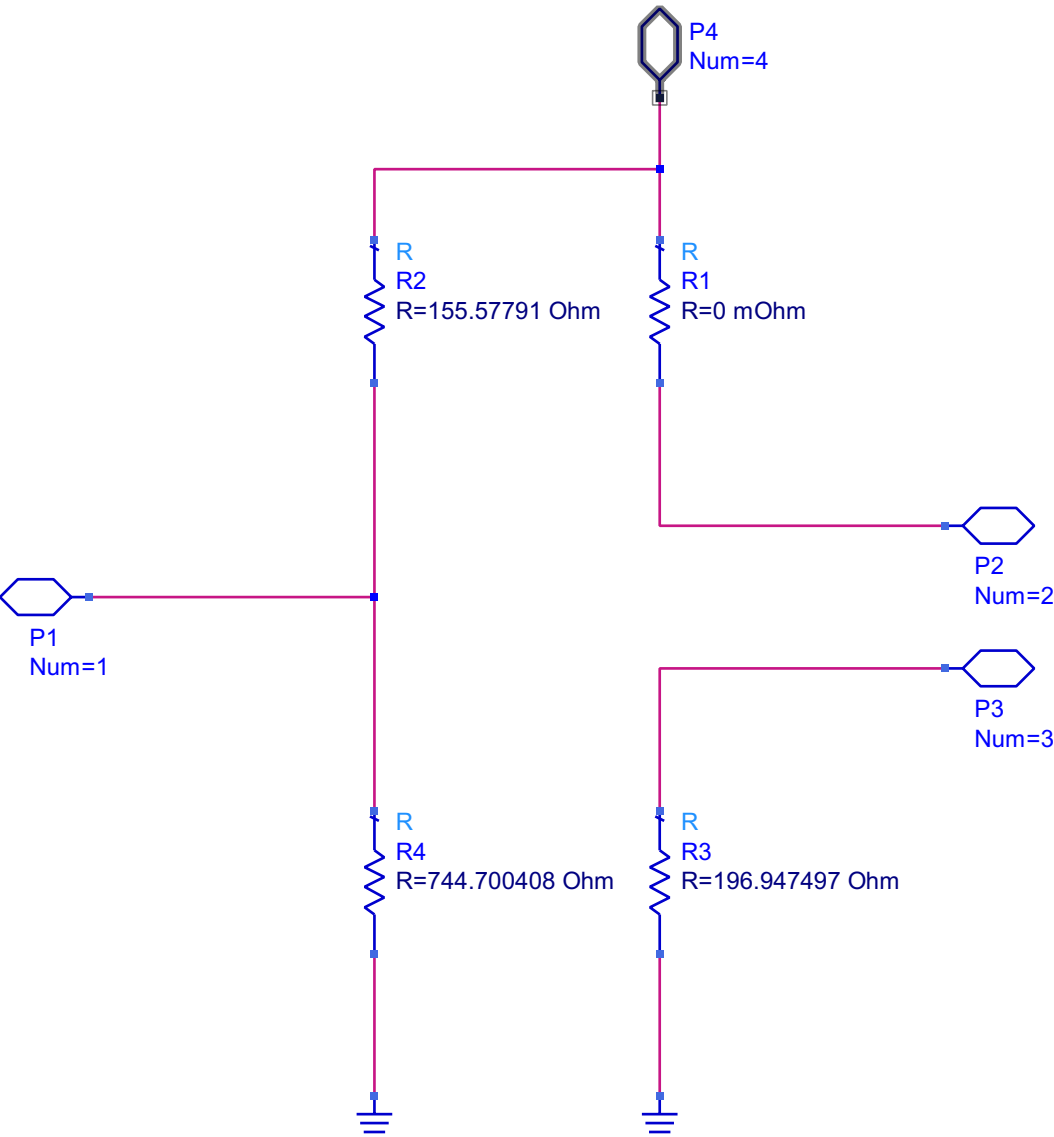 P4
Num=4
R
R2
R=155.57791 Ohm
R
R1
R=0 mOhm
P2
Num=2
P1
Num=1
P3
Num=3
R
R4
R=744.700408 Ohm
R
R3
R=196.947497 Ohm